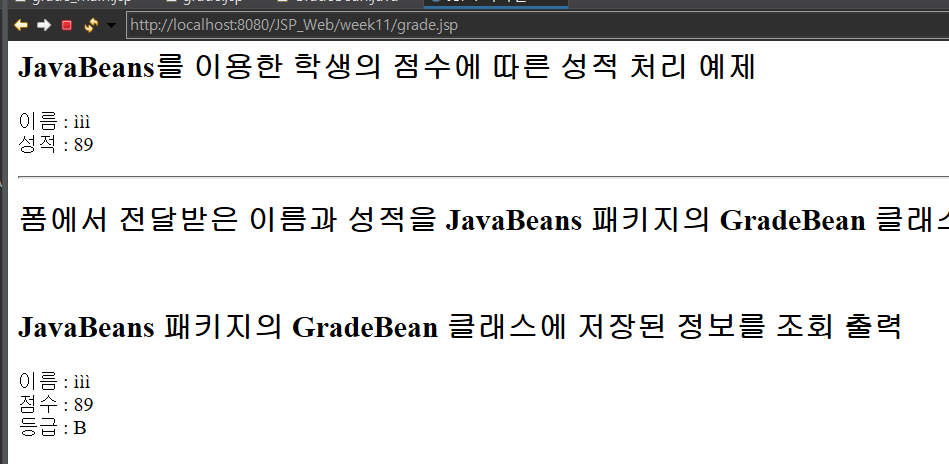 http://localhost:8080/JSP_Web/week11/grade.jsp
JavaBeans를 이용한 학생의 점수에 따른 성적 처리 예제
이름 : ììì
성적 : 89
폼에서 전달받은 이름과 성적을 JavaBeans 패키지의 GradeBean 클래스
JavaBeans 패키지의 GradeBean 클래스에 저장된 정보를 조회 출력
이름 : ììì
점수 : 89
등급 : B